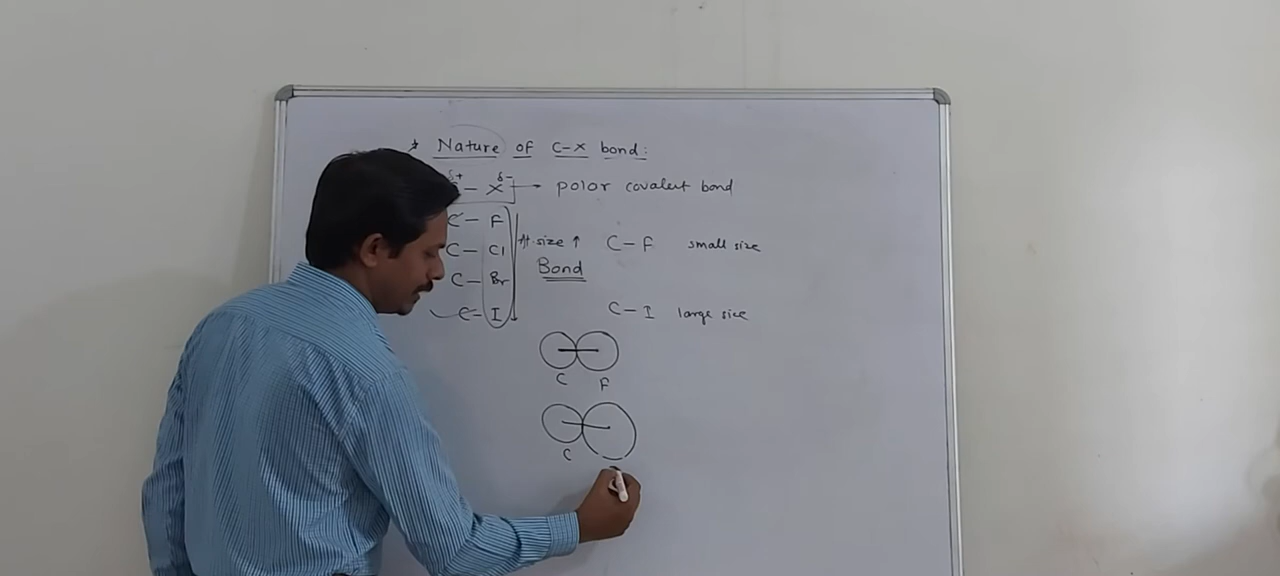 * Nature of C-X bond:
δ+ δ-
- X → polar covalent bond
C - F
C - Cl At. size ↑ C - F small size
C - Br Bond
C - I C - I large size
C F
C